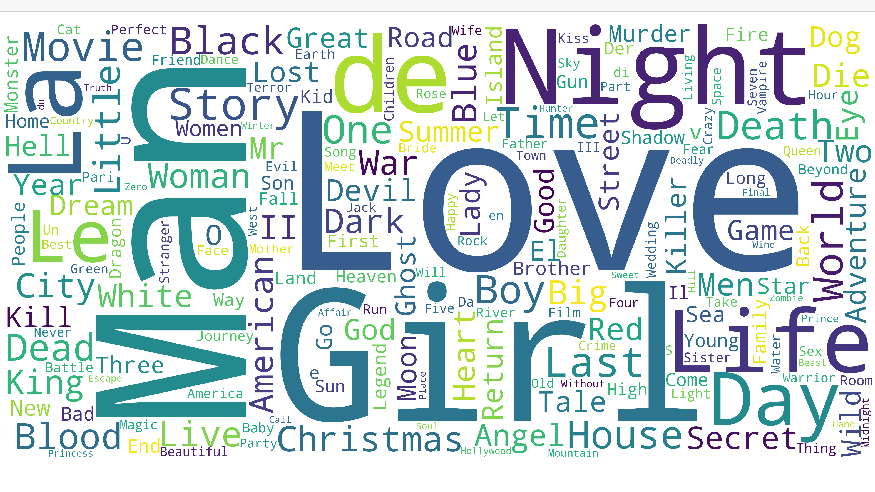 Cat
Perfect
Movie
Black
Great
Road
Wife
Kiss
Murder
Fire
Dog
Monster
Friend
Dance
Earth
Night
Der
Sky
Lost
Terror
Kid
Children
de
Rose
Blue
Island
Gun
di
Part
Living
Space
Seven
Vampire
Die
Hour
La
Truth
Little
Story
Home
Country
U
Women
Winter
One
Summer
Let
Time
Hunter
Street
Shadow
v
Crazy
Death
Eye
Hell
Man
Mr
Song
Bride
Father
III
Fear
Queen
Two
Year
Pari
Zero
Woman
Evil
Meet
War
Town
Deadly
Beyond
People
Dream
Son
Fall
Devil
Love
Lady
Good
Killer
Long
Final
World
Le
Un
Best
Dragon
Stranger
O
Face
West
II
Jack
Dark
First
Happy
en
Rock
Daughter
Wedding
Game
Wind
Back
Adventure
Green
Mother
El
Brother
Sweet
City
White
Way
American
Land
Heaven
Ghost
Will
Boy
Big
Four
Il
Hill
Men
Star
Take
Zombie
Kill
Never
Journey
Affair
Go
Run
God
Five
Da
River
Film
Red
Sea
Life
Prince
Family
Dead
Battle
Three
Girl
Legend
Moon
Heart
Return
Crime
Last
S
Young
Sister
Water
Sex
Beast
King
Escape
America
e
Sun
Place
Old
Without
High
Come
Light
Day
Warrior
Room
New
Bad
Magic
Tale
Wild
Midnight
Blood
End
Live
Baby
Call
Party
Christmas
Soul
Angel
House
Secret
Hand
Thing
Princess
Beautiful
Hollywood
Mountain